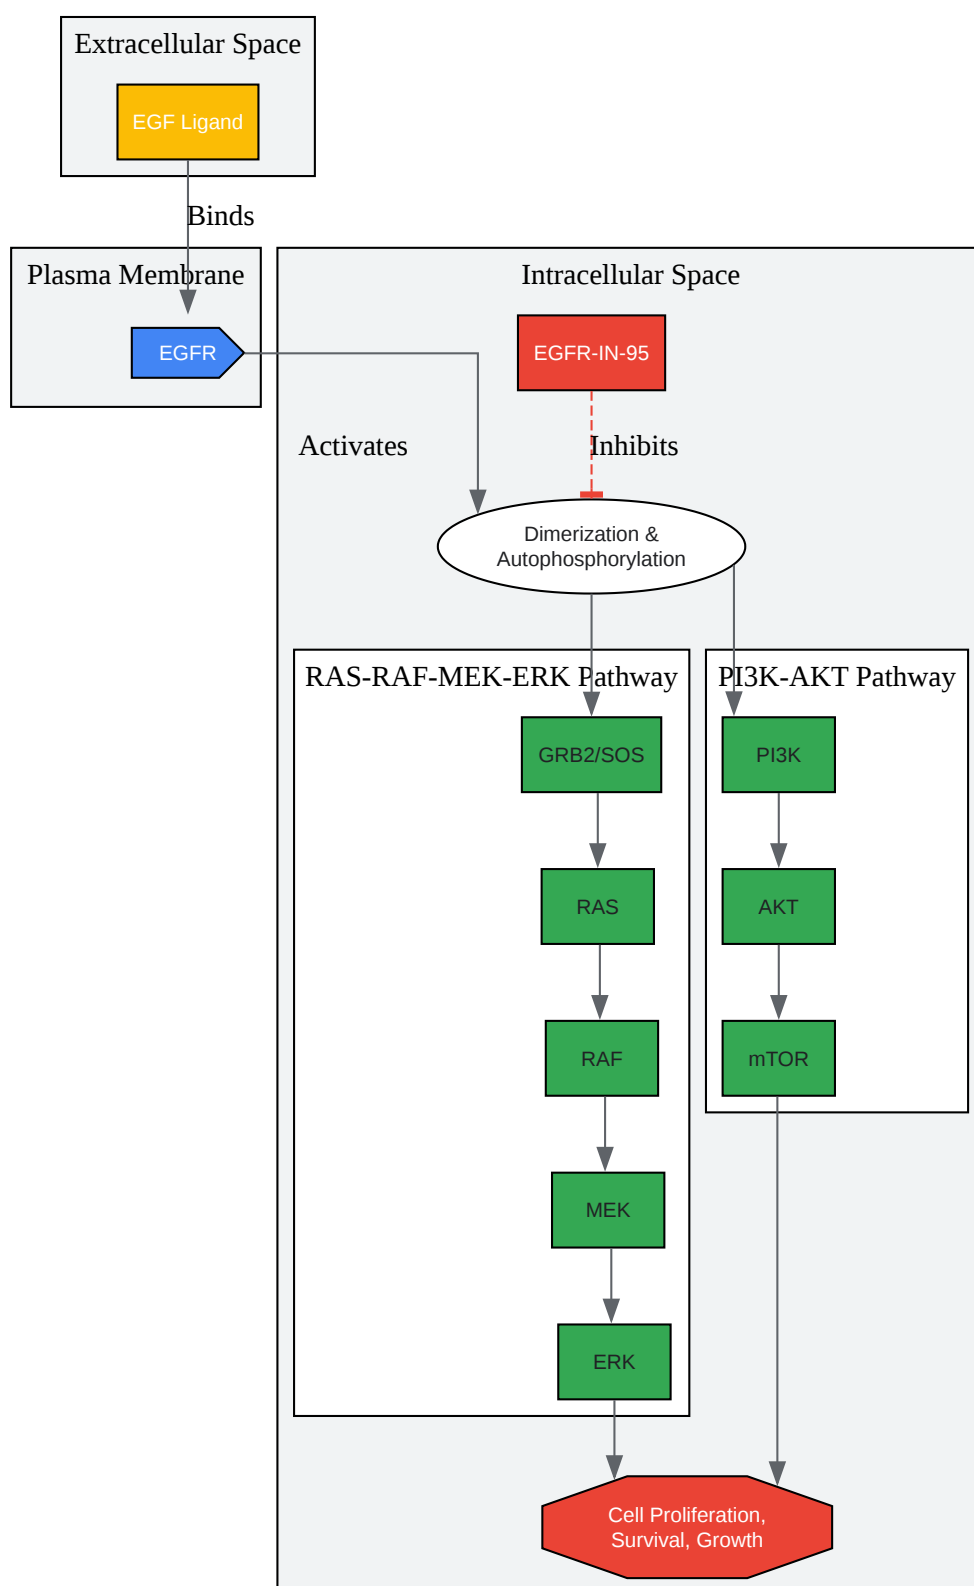 Extracellular Space
EGF Ligand
Binds
Plasma Membrane
EGFR
Intracellular Space
EGFR-IN-95
Activates
Inhibits
Dimerization &
Autophosphorylation
RAS-RAF-MEK-ERK Pathway
GRB2/SOS
RAS
RAF
MEK
ERK
PI3K-AKT Pathway
PI3K
AKT
mTOR
Cell Proliferation,
Survival, Growth